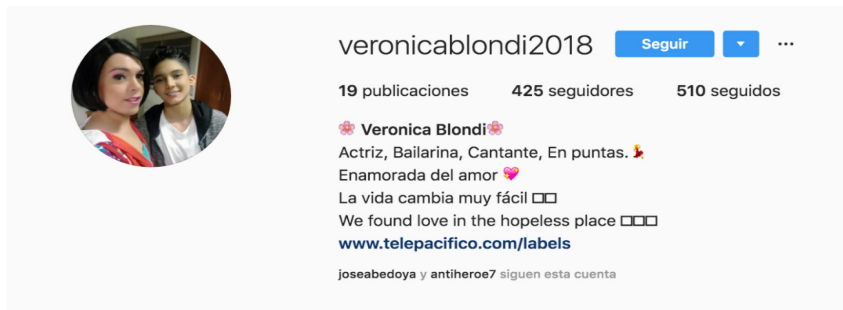 veronicablondi2018 Seguir ...
19 publicaciones 425 seguidores 510 seguidos
🌸 Veronica Blondi🌸
Actriz, Bailarina, Cantante, En puntas.💃
Enamorada del amor 💖
La vida cambia muy fácil □□
We found love in the hopeless place □□□
www.telepacifico.com/labels
joseabedoya y antiheroe7 siguen esta cuenta